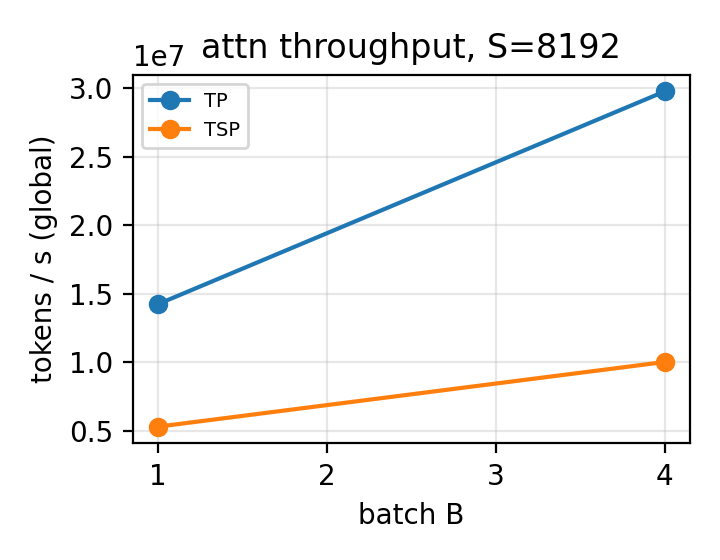 attn throughput, S=8192
1e7
TP
TSP
3.0
2.5
2.0
1.5
1.0
0.5
tokens / s (global)
1 2 3 4
batch B